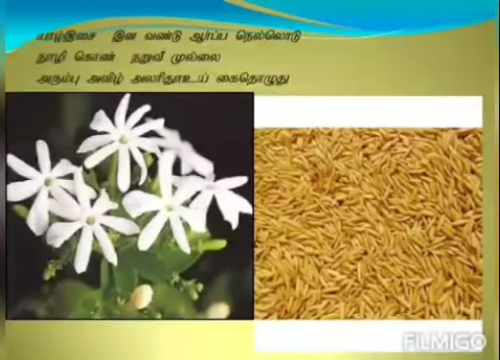 யாழ்இசை இன வண்டு ஆர்ப்ப நெல்லொடு
நாழி கொண் நறுவீ முல்லை
அரும்பு அவிழ் அலரிதூஉய் கைதொழுது
FILMIGO